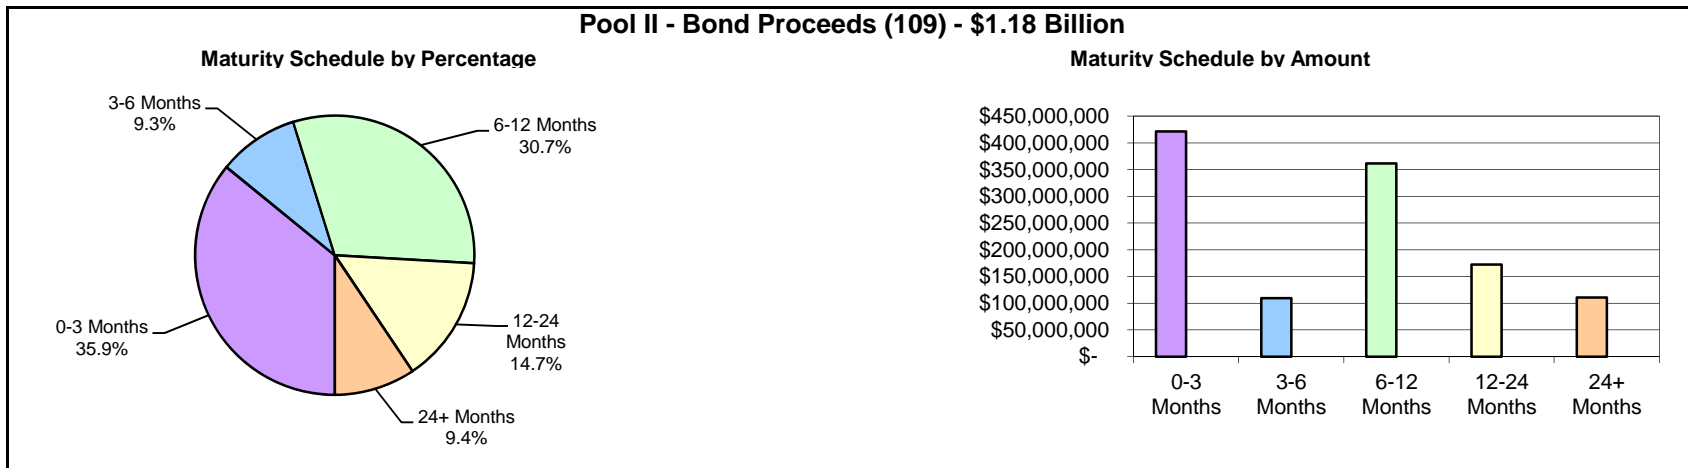 Pool II - Bond Proceeds (109) - $1.18 Billion
Maturity Schedule by Percentage
3-6 Months
9.3%
6-12 Months
30.7%
0-3 Months
35.9%
12-24
Months
14.7%
24+ Months
9.4%
Maturity Schedule by Amount
$450,000,000
$400,000,000
$350,000,000
$300,000,000
$250,000,000
$200,000,000
$150,000,000
$100,000,000
$50,000,000
$-
0-3 3-6 6-12 12-24 24+
Months Months Months Months Months